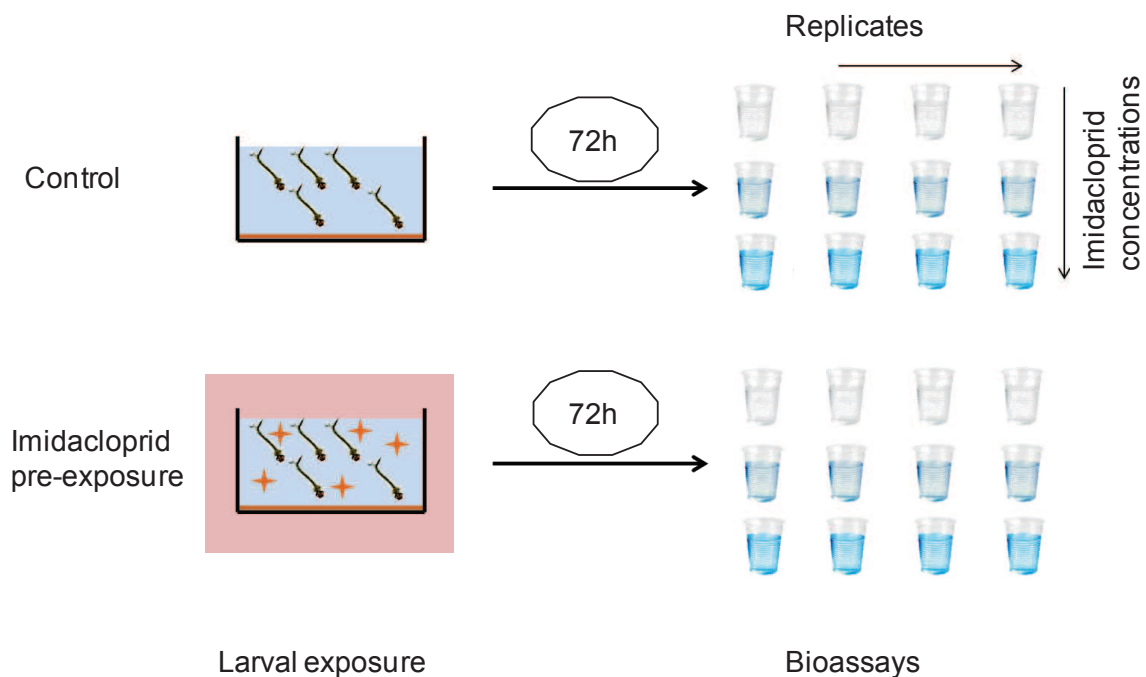 Replicates
Control
72h
Imidacloprid
concentrations
Imidacloprid
pre-exposure
72h
Larval exposure
Bioassays